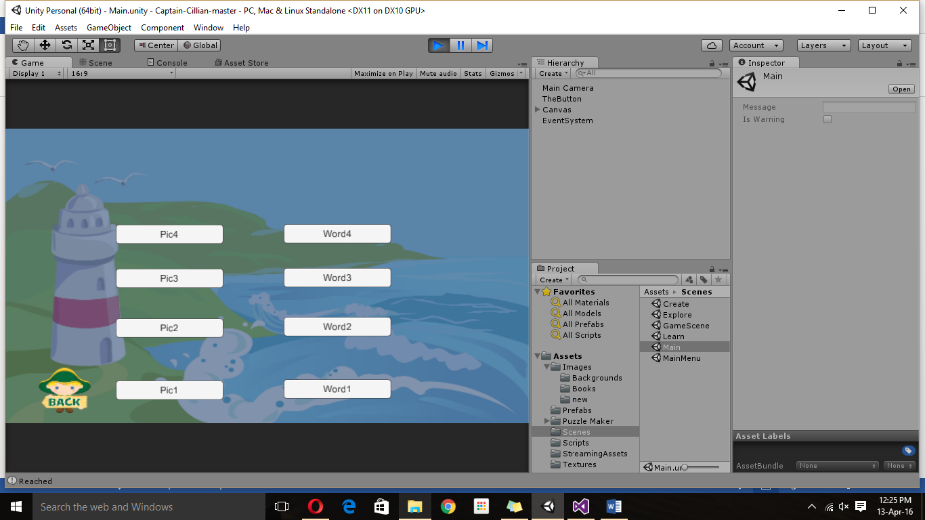 Unity Personal (64bit) - Main.unity - Captain-Cillian-master - PC, Mac & Linux Standalone <DX11 on DX10 GPU>
File Edit Assets GameObject Component Window Help
Center Global Account Layers Layout
Game Scene Console Asset Store
Display 1 16:9 Maximize on Play Mute audio Stats Gizmos
Pic4 Word4
Pic3 Word3
Pic2 Word2
Pic1 Word1
BACK
Hierarchy
Create All
Main Camera
TheButton
Canvas
EventSystem
Project
Create
Favorites
All Materials
All Models
All Prefabs
All Scripts
Assets
Images
Backgrounds
Books
new
Prefabs
Puzzle Maker
Scenes
Scripts
StreamingAssets
Textures
Assets Scenes
Create
Explore
GameScene
Learn
Main
MainMenu
Main.un
Inspector
Main
Open
Message
Is Warning
Asset Labels
AssetBundle None None
Reached
Search the web and Windows
12:25 PM
13-Apr-16